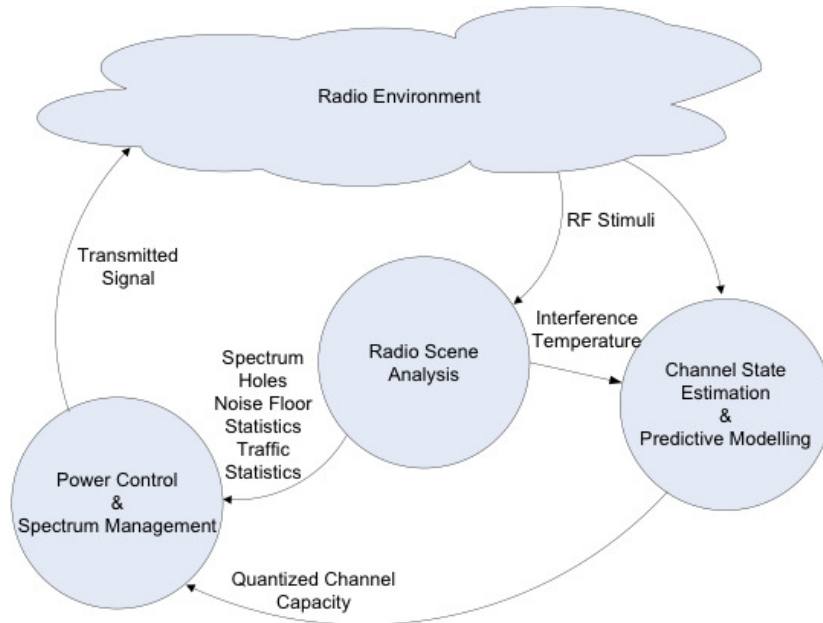 Radio Environment
RF Stimuli
Transmitted
Signal
Interference
Temperature
Radio Scene
Analysis
Spectrum
Holes
Noise Floor
Statistics
Traffic
Statistics
Channel State
Estimation
&
Predictive Modelling
Power Control
&
Spectrum Management
Quantized Channel
Capacity